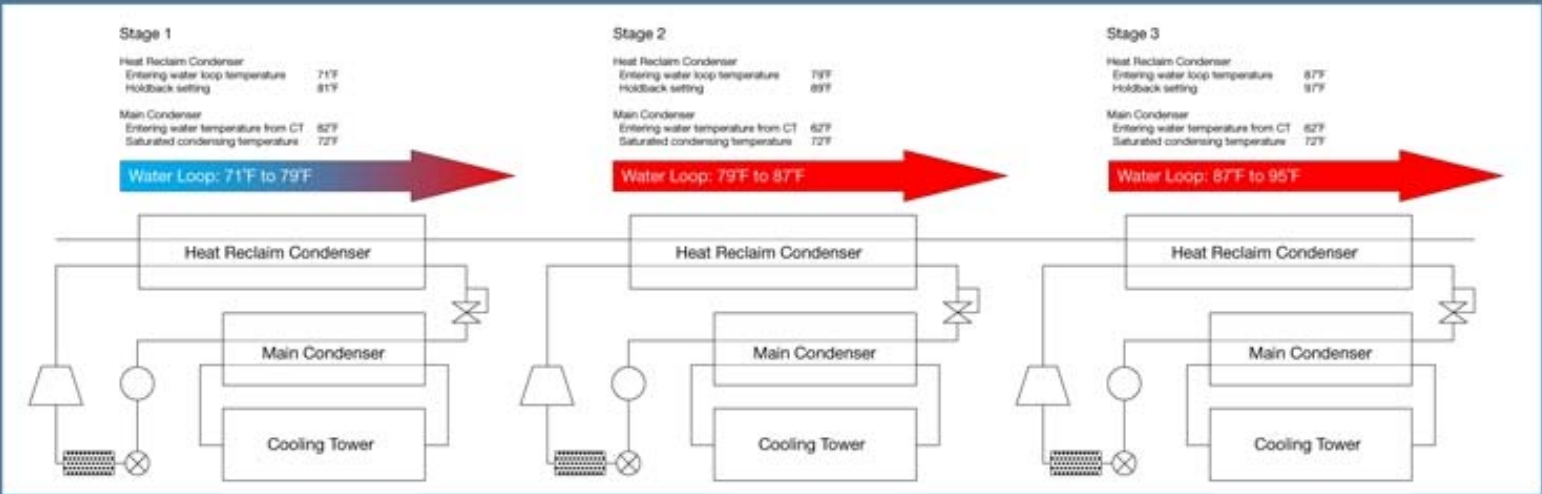 Stage 1
Heat Reclaim Condenser
Entering water loop temperature 71°F
Holdback setting 81°F
Main Condenser
Entering water temperature from CT 62°F
Saturated condensing temperature 72°F
Water Loop: 71°F to 79°F
Heat Reclaim Condenser
Main Condenser
Cooling Tower
Stage 2
Heat Reclaim Condenser
Entering water loop temperature 79°F
Holdback setting 89°F
Main Condenser
Entering water temperature from CT 62°F
Saturated condensing temperature 72°F
Water Loop: 79°F to 87°F
Heat Reclaim Condenser
Main Condenser
Cooling Tower
Stage 3
Heat Reclaim Condenser
Entering water loop temperature 87°F
Holdback setting 97°F
Main Condenser
Entering water temperature from CT 62°F
Saturated condensing temperature 72°F
Water Loop: 87°F to 95°F
Heat Reclaim Condenser
Main Condenser
Cooling Tower